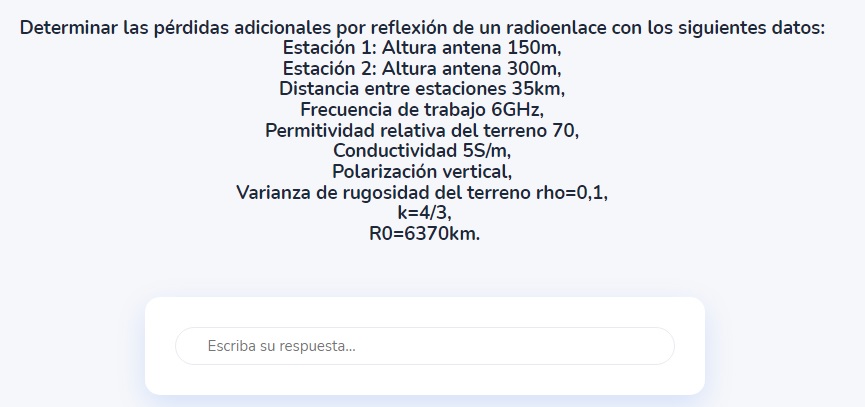 Determinar las pérdidas adicionales por reflexión de un radioenlace con los siguientes datos:
Estación 1: Altura antena 150m,
Estación 2: Altura antena 300m,
Distancia entre estaciones 35km,
Frecuencia de trabajo 6GHz,
Permitividad relativa del terreno 70,
Conductividad 5S/m,
Polarización vertical,
Varianza de rugosidad del terreno rho=0,1,
k=4/3,
R0=6370km.
Escriba su respuesta...